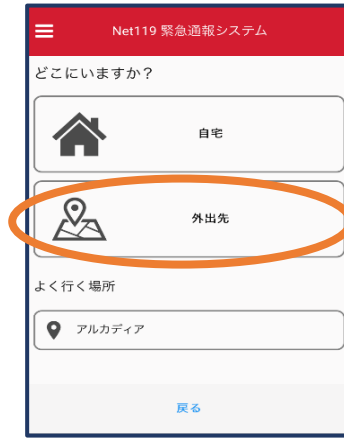 Net119 緊急通報システム
どこにいますか？
自宅
外出先
よく行く場所
アルカディア
戻る